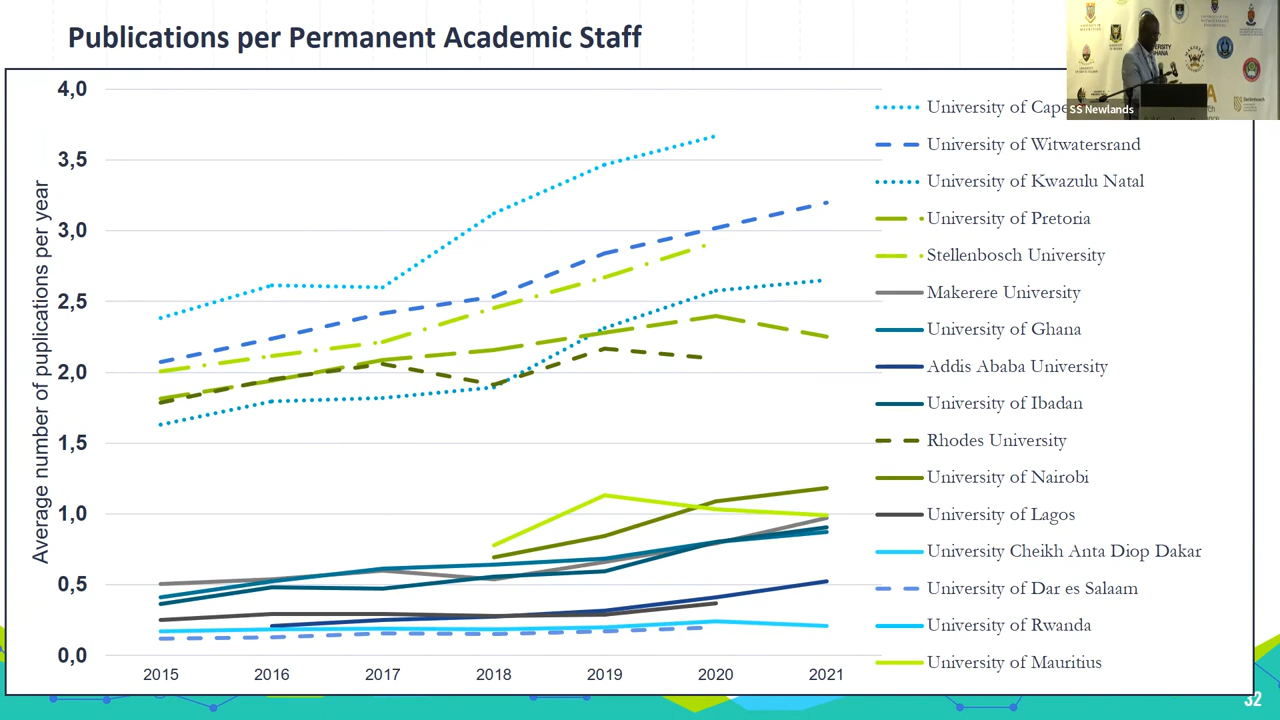 Publications per Permanent Academic Staff
SS Newlands
Average number of puplications per year
4,0
3,5
3,0
2,5
2,0
1,5
1,0
0,5
0,0
2015
2016
2017
2018
2019
2020
2021
University of Cape
University of Witwatersrand
University of Kwazulu Natal
University of Pretoria
Stellenbosch University
Makerere University
University of Ghana
Addis Ababa University
University of Ibadan
Rhodes University
University of Nairobi
University of Lagos
University Cheikh Anta Diop Dakar
University of Dar es Salaam
University of Rwanda
University of Mauritius
32